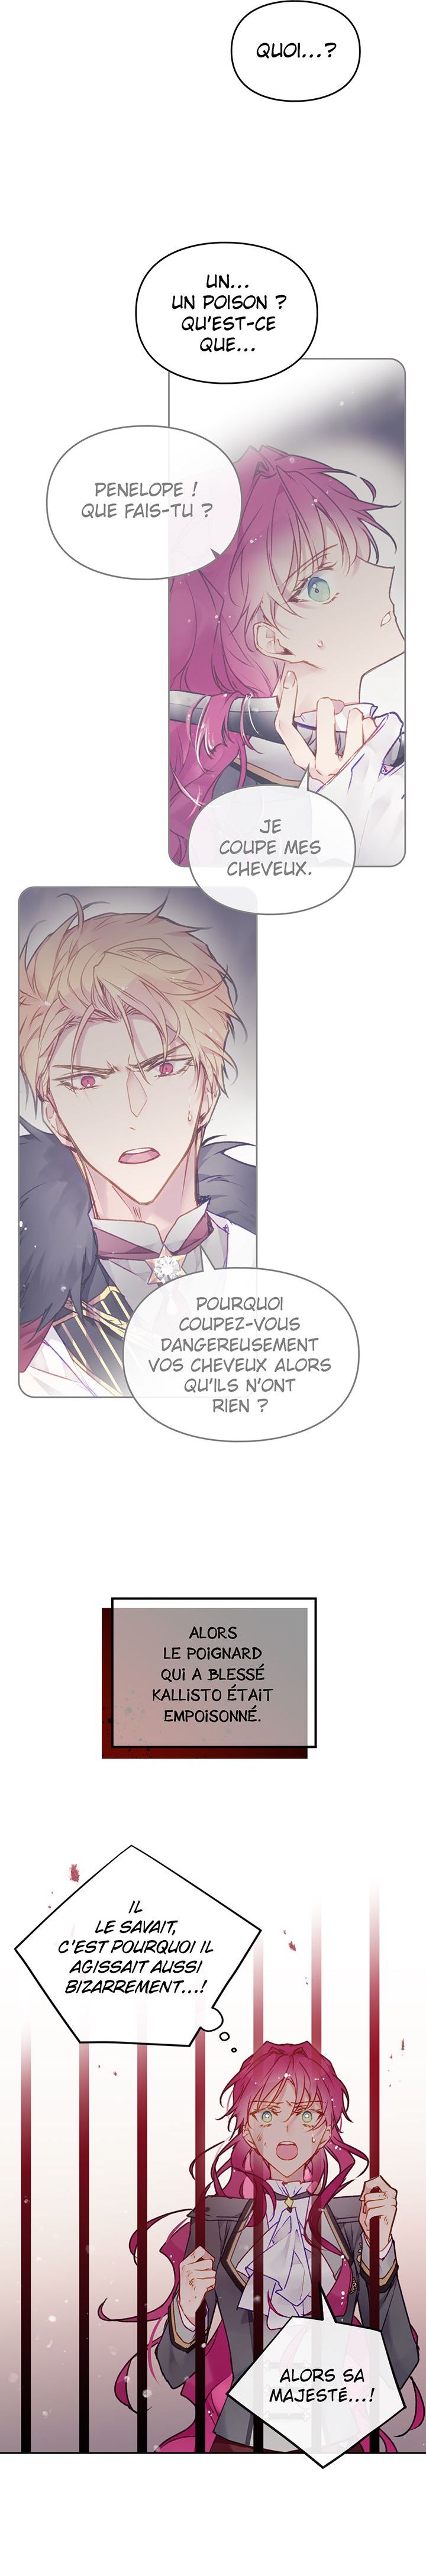 QUOI...?
UN...
UN POISON ?
QU'EST-CE
QUE...
PENELOPE !
QUE FAIS-TU ?
JE
COUPE MES
CHEVEUX.
POURQUOI
COUPEZ-VOUS
DANGEREUSEMENT
VOS CHEVEUX ALORS
QU'ILS N'ONT
RIEN ?
ALORS
LE POIGNARD
QUI A BLESSÉ
KALLISTO ÉTAIT
EMPOISONNÉ.
IL
LE SAVAIT,
C'EST POURQUOI IL
AGISSAIT AUSSI
BIZARREMENT...!
ALORS SA
MAJESTÉ...!